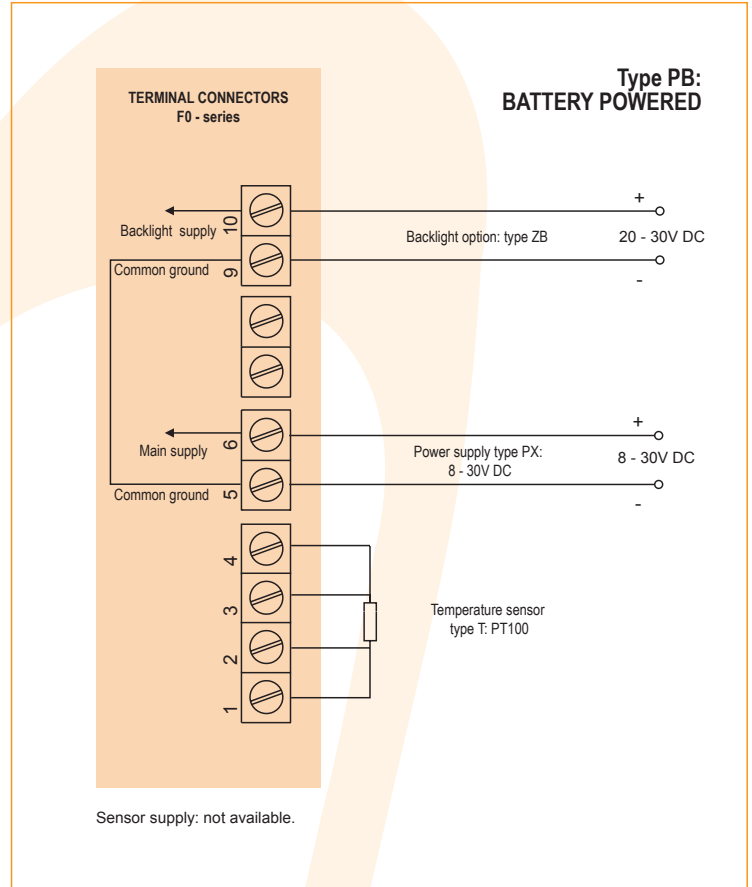 Type PB:
BATTERY POWERED
TERMINAL CONNECTORS
F0 - series
+
10
Backlight supply
Backlight option: type ZB
20 - 30V DC
Common ground
9
-
+
6
Main supply
Power supply type PX:
8 - 30V DC
8 - 30V DC
Common ground
5
-
4
3
Temperature sensor
type T: PT100
2
1
Sensor supply: not available.